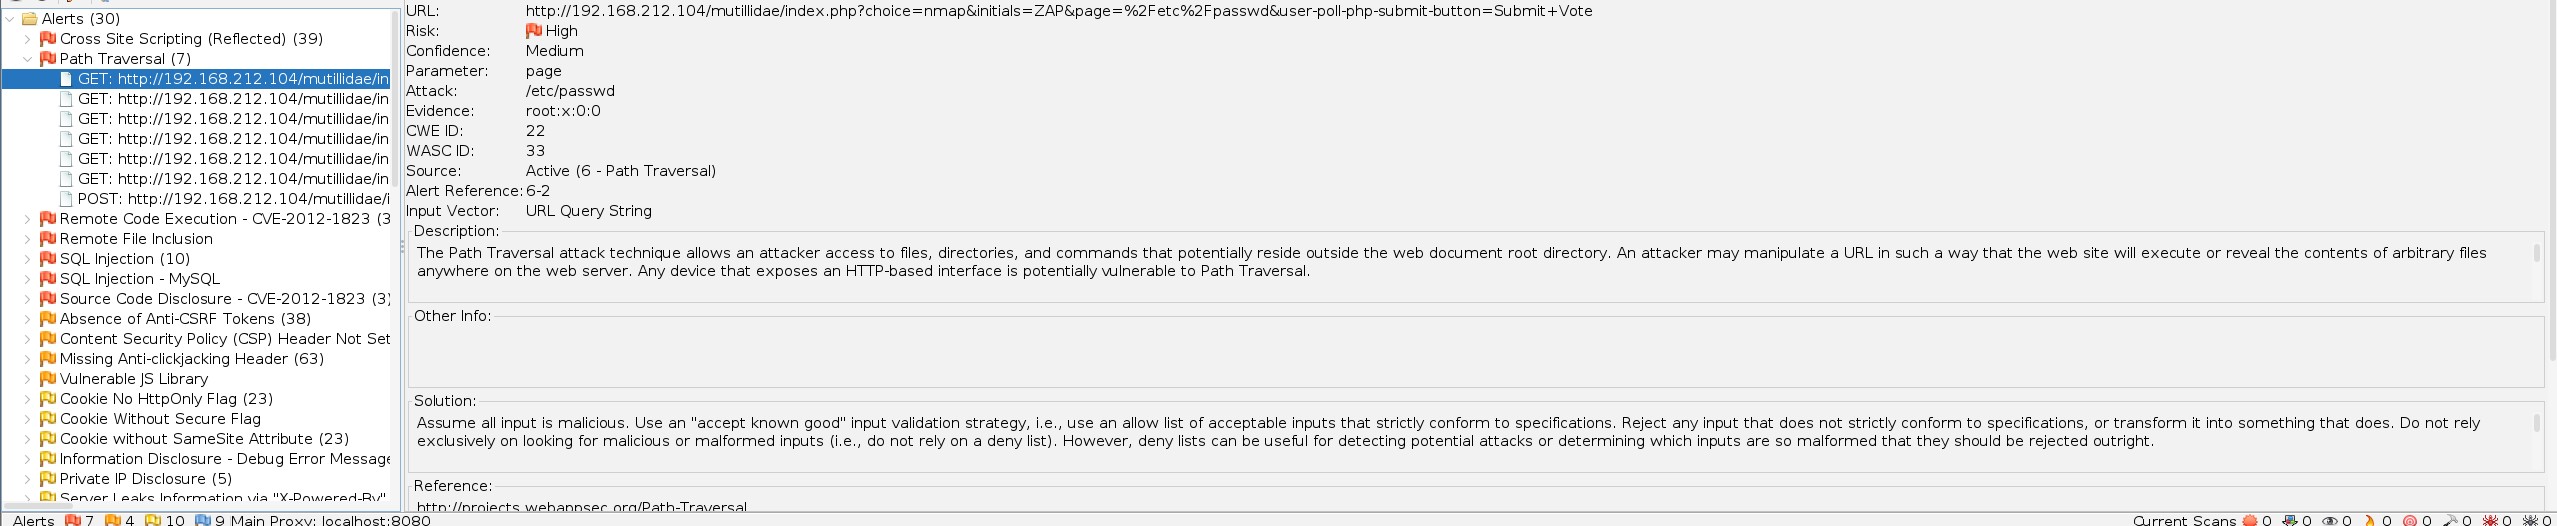 Alerts (30)
Cross Site Scripting (Reflected) (39)
Path Traversal (7)
GET: http://192.168.212.104/mutillidae/in
GET: http://192.168.212.104/mutillidae/in
GET: http://192.168.212.104/mutillidae/in
GET: http://192.168.212.104/mutillidae/in
GET: http://192.168.212.104/mutillidae/in
GET: http://192.168.212.104/mutillidae/in
POST: http://192.168.212.104/mutillidae/i
Remote Code Execution - CVE-2012-1823 (3
Remote File Inclusion
SQL Injection (10)
SQL Injection - MySQL
Source Code Disclosure - CVE-2012-1823 (3)
Absence of Anti-CSRF Tokens (38)
Content Security Policy (CSP) Header Not Set
Missing Anti-clickjacking Header (63)
Vulnerable JS Library
Cookie No HttpOnly Flag (23)
Cookie Without Secure Flag
Cookie without SameSite Attribute (23)
Information Disclosure - Debug Error Message
Private IP Disclosure (5)
Server Leaks Information via "X-Powered-By"
URL: http://192.168.212.104/mutillidae/index.php?choice=nmap&initials=ZAP&page=%2Fetc%2Fpasswd&user-poll-php-submit-button=Submit+Vote
Risk: High
Confidence: Medium
Parameter: page
Attack: /etc/passwd
Evidence: root:x:0:0
CWE ID: 22
WASC ID: 33
Source: Active (6 - Path Traversal)
Alert Reference: 6-2
Input Vector: URL Query String
Description:
The Path Traversal attack technique allows an attacker access to files, directories, and commands that potentially reside outside the web document root directory. An attacker may manipulate a URL in such a way that the web site will execute or reveal the contents of arbitrary files
anywhere on the web server. Any device that exposes an HTTP-based interface is potentially vulnerable to Path Traversal.
Other Info:
Solution:
Assume all input is malicious. Use an "accept known good" input validation strategy, i.e., use an allow list of acceptable inputs that strictly conform to specifications. Reject any input that does not strictly conform to specifications, or transform it into something that does. Do not rely
exclusively on looking for malicious or malformed inputs (i.e., do not rely on a deny list). However, deny lists can be useful for detecting potential attacks or determining which inputs are so malformed that they should be rejected outright.
Reference:
http://projects.webappsec.org/Path-Traversal
Alerts 7 4 10 9 Main Proxy: localhost:8080
Current Scans 0 0 0 0 0 0 0 0